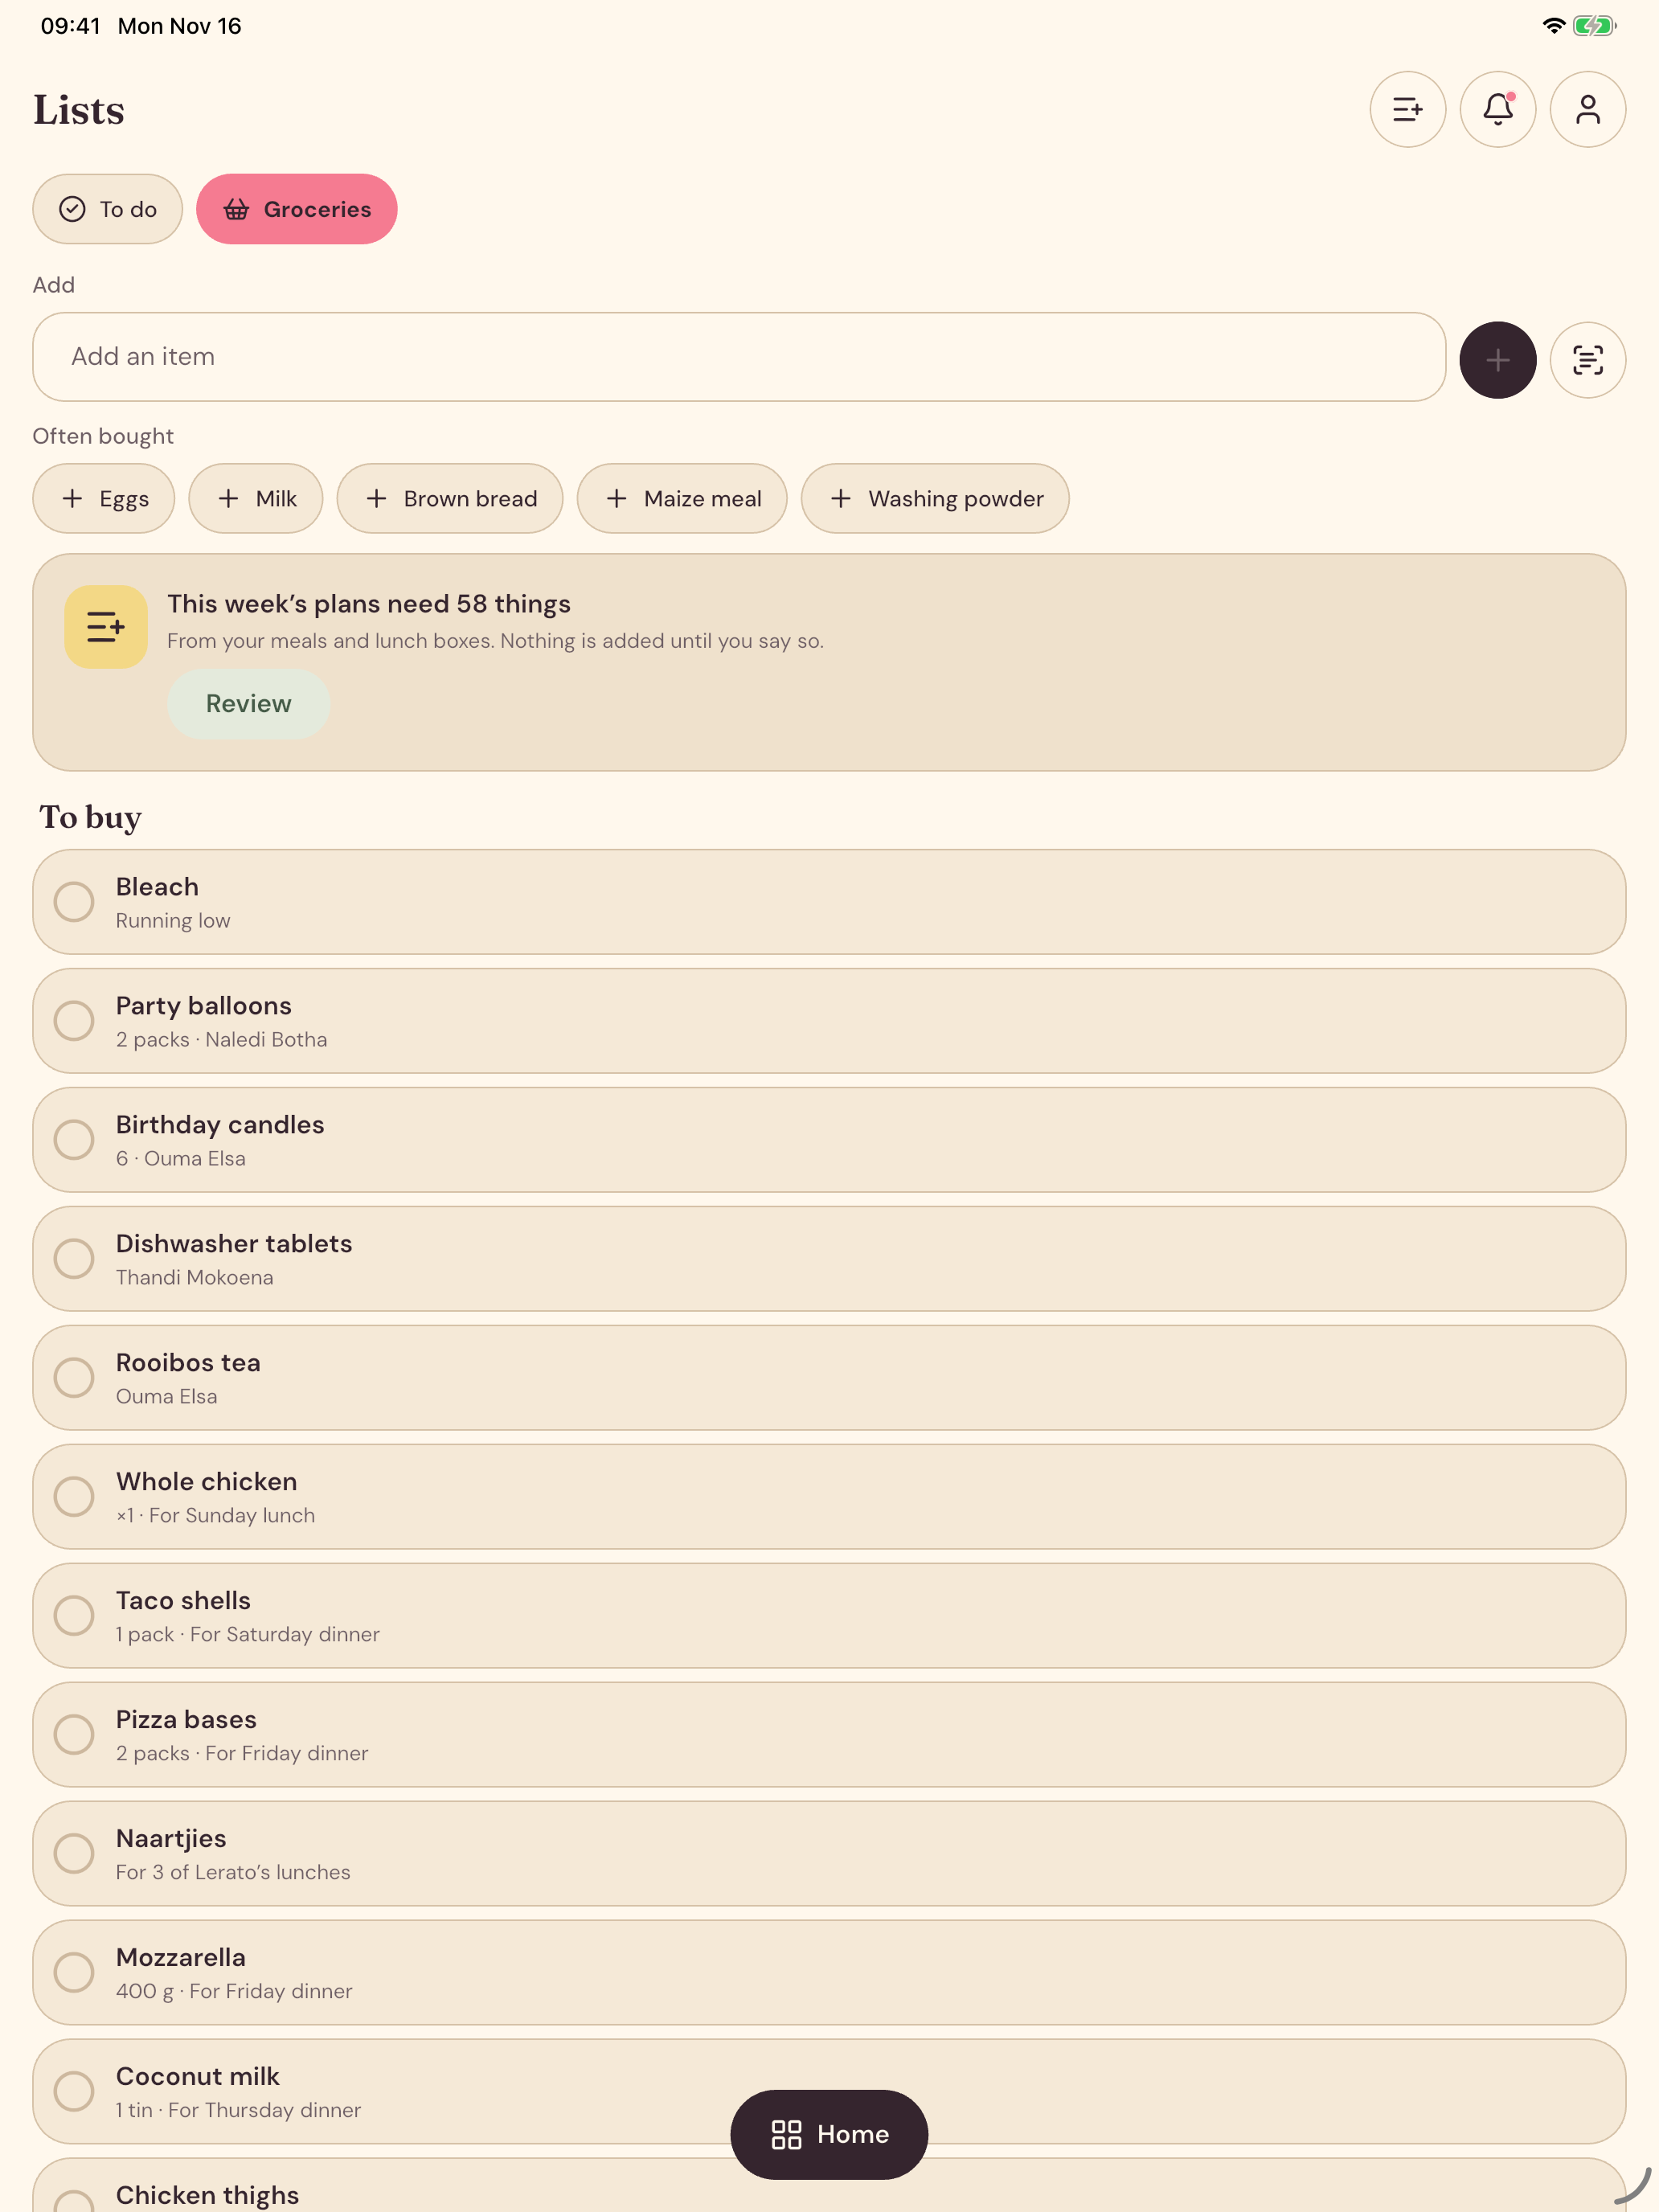 09:41 Mon Nov 16
Lists
To do
Groceries
Add
Add an item
Often bought
Eggs
Milk
Brown bread
Maize meal
Washing powder
This week’s plans need 58 things
From your meals and lunch boxes. Nothing is added until you say so.
Review
To buy
Bleach
Running low
Party balloons
2 packs · Naledi Botha
Birthday candles
6 · Ouma Elsa
Dishwasher tablets
Thandi Mokoena
Rooibos tea
Ouma Elsa
Whole chicken
×1 · For Sunday lunch
Taco shells
1 pack · For Saturday dinner
Pizza bases
2 packs · For Friday dinner
Naartjies
For 3 of Lerato’s lunches
Mozzarella
400 g · For Friday dinner
Coconut milk
1 tin · For Thursday dinner
Home
Chicken thighs